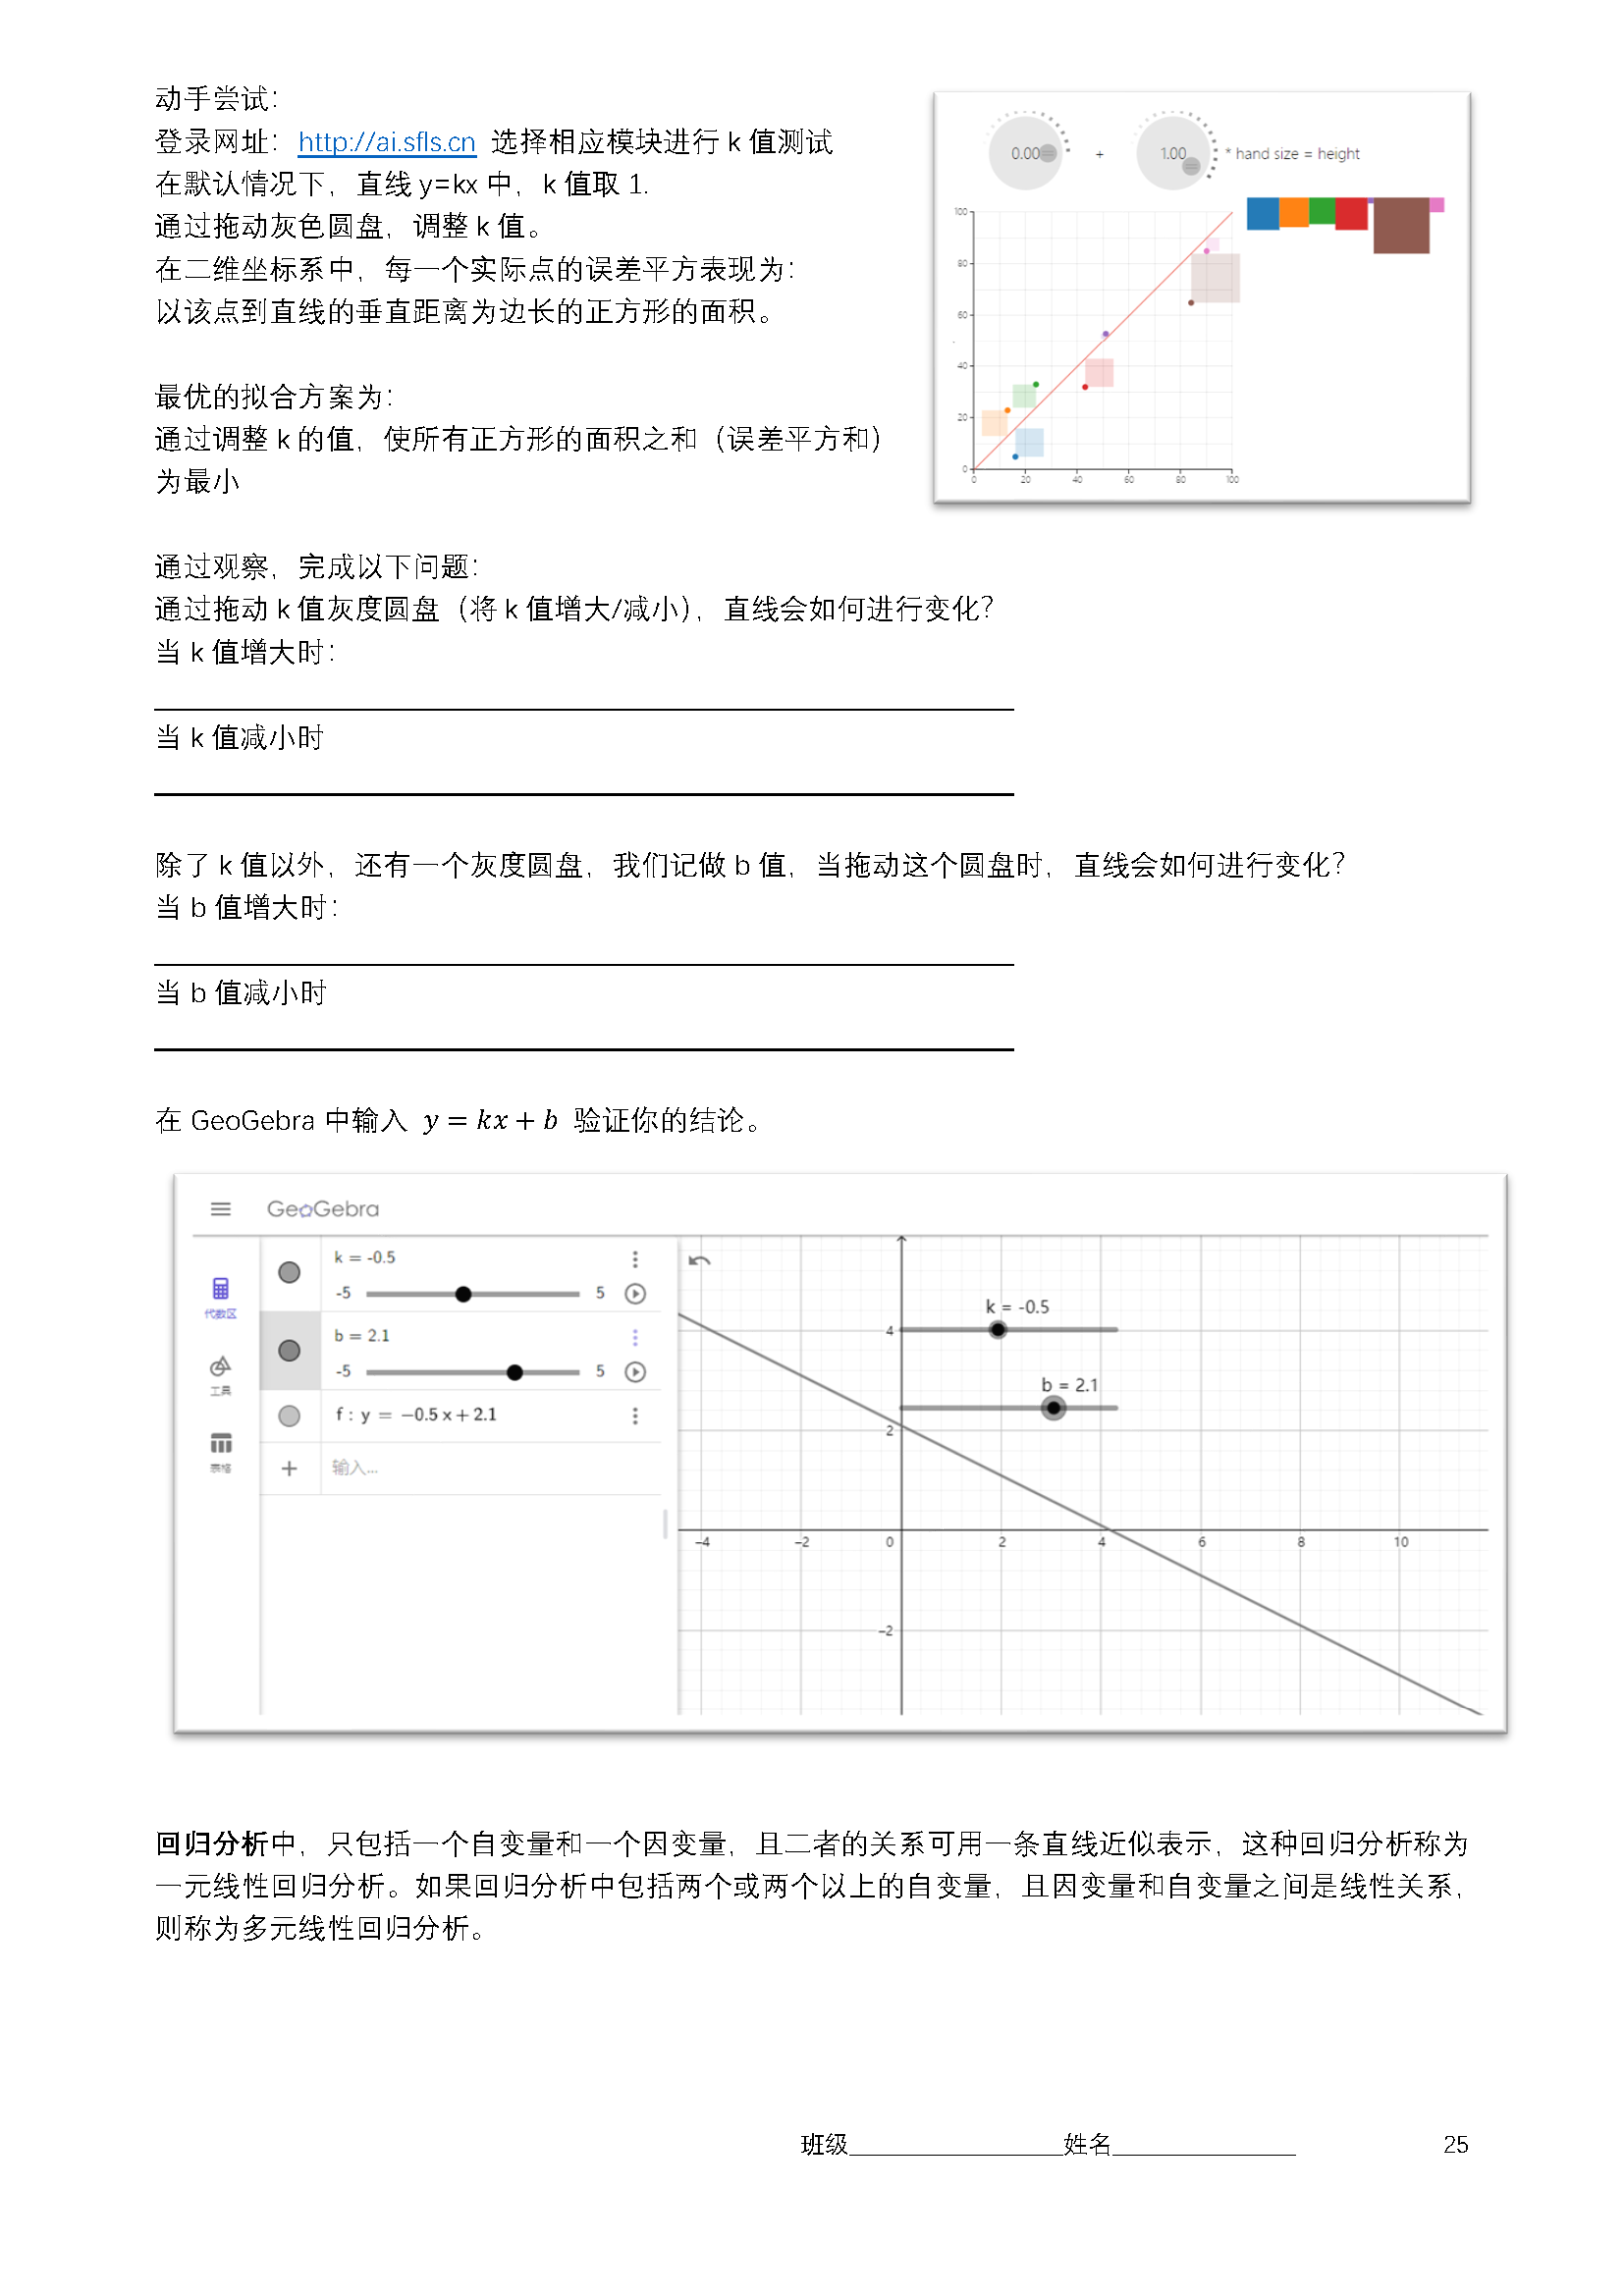 动手尝试：
登录网址：http://ai.sfls.cn 选择相应模块进行 k 值测试
在默认情况下，直线 y=kx 中，k 值取 1.
通过拖动灰色圆盘，调整 k 值。
在二维坐标系中，每一个实际点的误差平方表现为：
以该点到直线的垂直距离为边长的正方形的面积。
0.00 + 1.00 * hand size = height
100
80
60
40
20
0
0 20 40 60 80 100
最优的拟合方案为：
通过调整 k 的值，使所有正方形的面积之和（误差平方和）
为最小
通过观察，完成以下问题：
通过拖动 k 值灰度圆盘（将 k 值增大/减小），直线会如何进行变化？
当 k 值增大时：
当 k 值减小时
除了 k 值以外，还有一个灰度圆盘，我们记做 b 值，当拖动这个圆盘时，直线会如何进行变化？
当 b 值增大时：
当 b 值减小时
在 GeoGebra 中输入 y = kx + b 验证你的结论。
GeoGebra
代数区
工具
表格
k = -0.5
-5 5
b = 2.1
-5 5
f : y = −0.5 x + 2.1
+ 输入...
k = -0.5
4
b = 2.1
2
–4 –2 0 2 4 6 8 10
–2
回归分析中，只包括一个自变量和一个因变量，且二者的关系可用一条直线近似表示，这种回归分析称为
一元线性回归分析。如果回归分析中包括两个或两个以上的自变量，且因变量和自变量之间是线性关系，
则称为多元线性回归分析。
班级________________姓名______________ 25